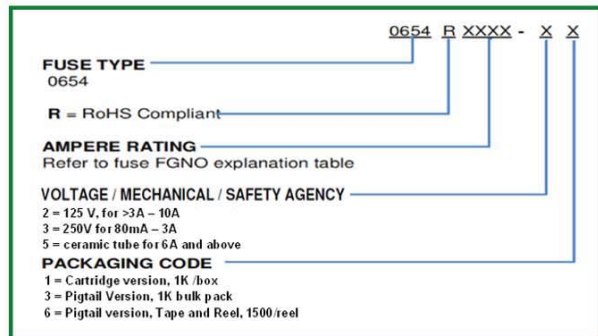 0654 R XXXX - X X
FUSE TYPE
0654
R = RoHS Compliant
AMPERE RATING
Refer to fuse FGNO explanation table
VOLTAGE / MECHANICAL / SAFETY AGENCY
2 = 125 V, for >3A – 10A
3 = 250V for 80mA – 3A
5 = ceramic tube for 6A and above
PACKAGING CODE
1 = Cartridge version, 1K /box
3 = Pigtail Version, 1K bulk pack
6 = Pigtail version, Tape and Reel, 1500/reel